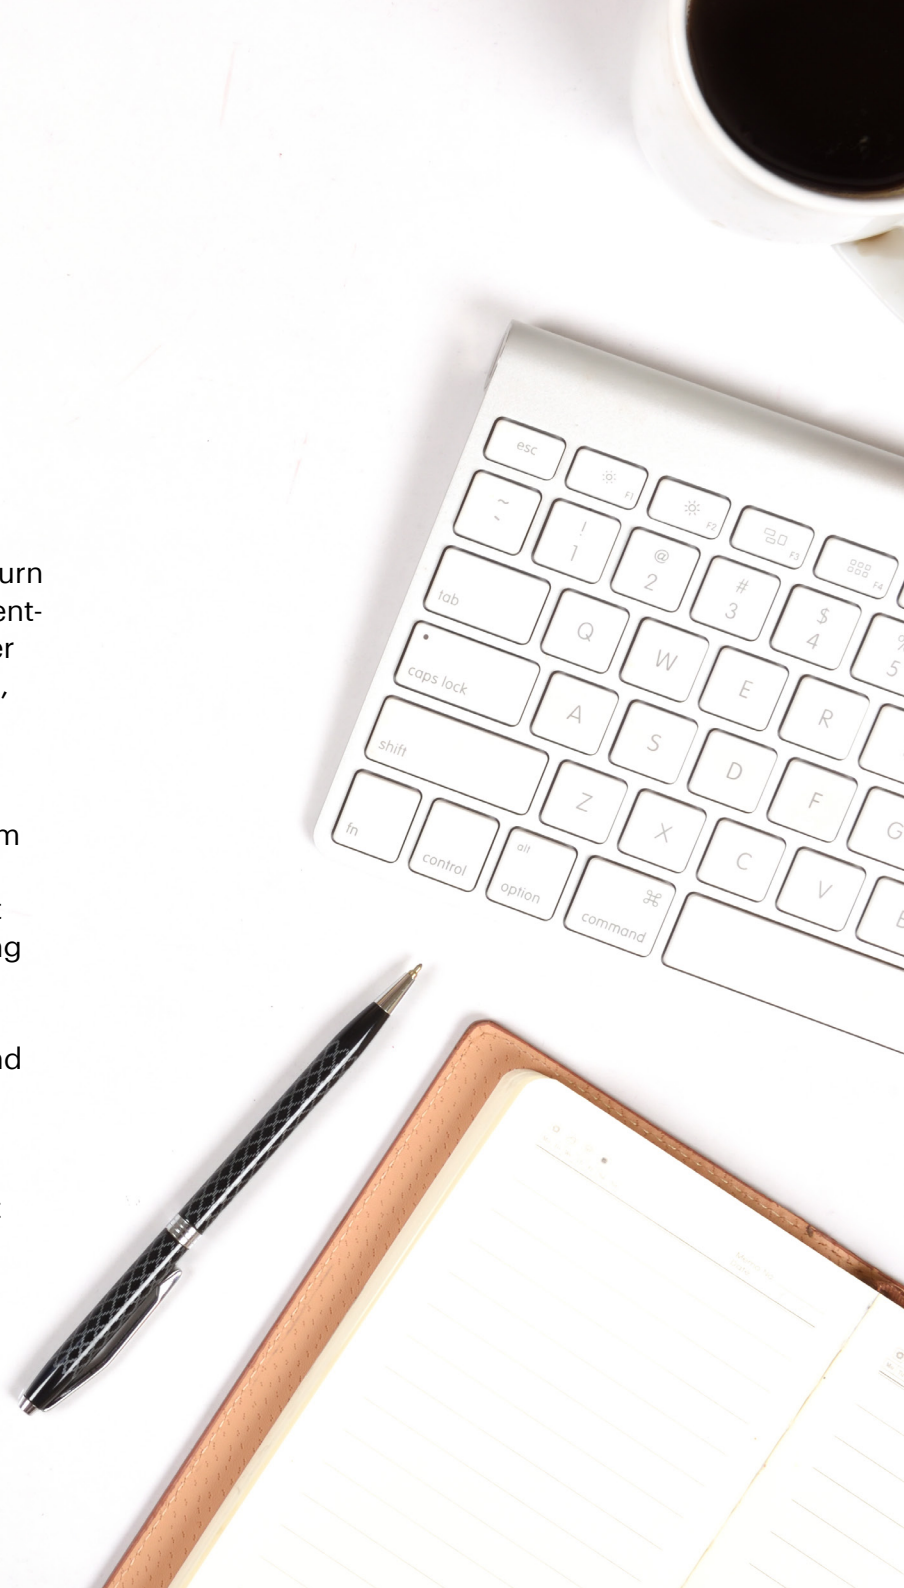 urn
ent-
er
,
m
t
ng
nd
t
esc
F1
F2
F3
F4
~
`
!
1
@
2
#
3
$
4
%
5
tab
Q
W
E
R
caps lock
A
S
D
F
G
shift
Z
X
C
V
fn
control
alt
option
⌘
command